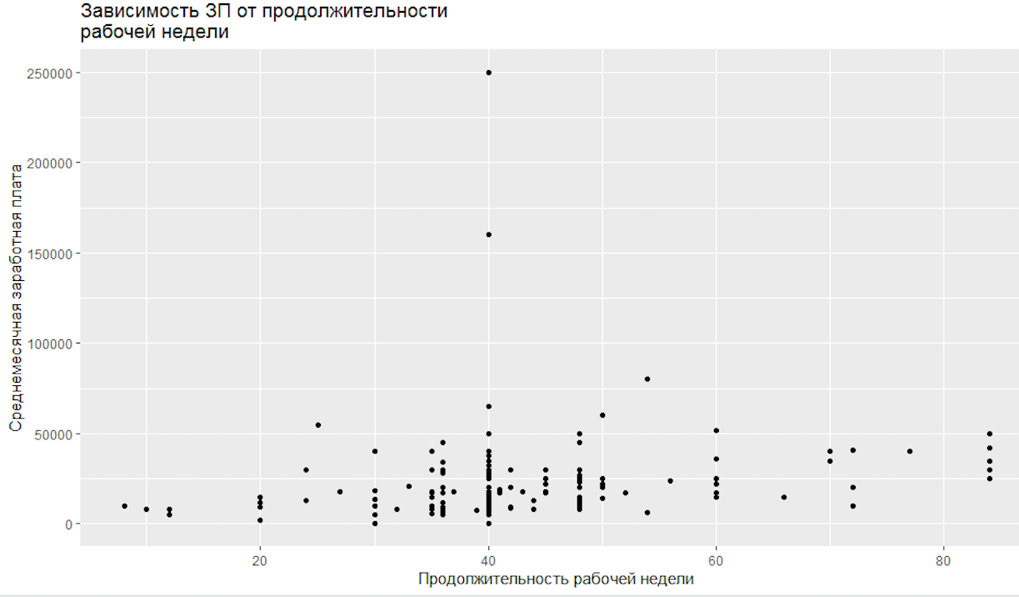 Зависимость ЗП от продолжительности
рабочей недели
Среднемесячная заработная плата
250000
200000
150000
100000
50000
0
20
40
60
80
Продолжительность рабочей недели